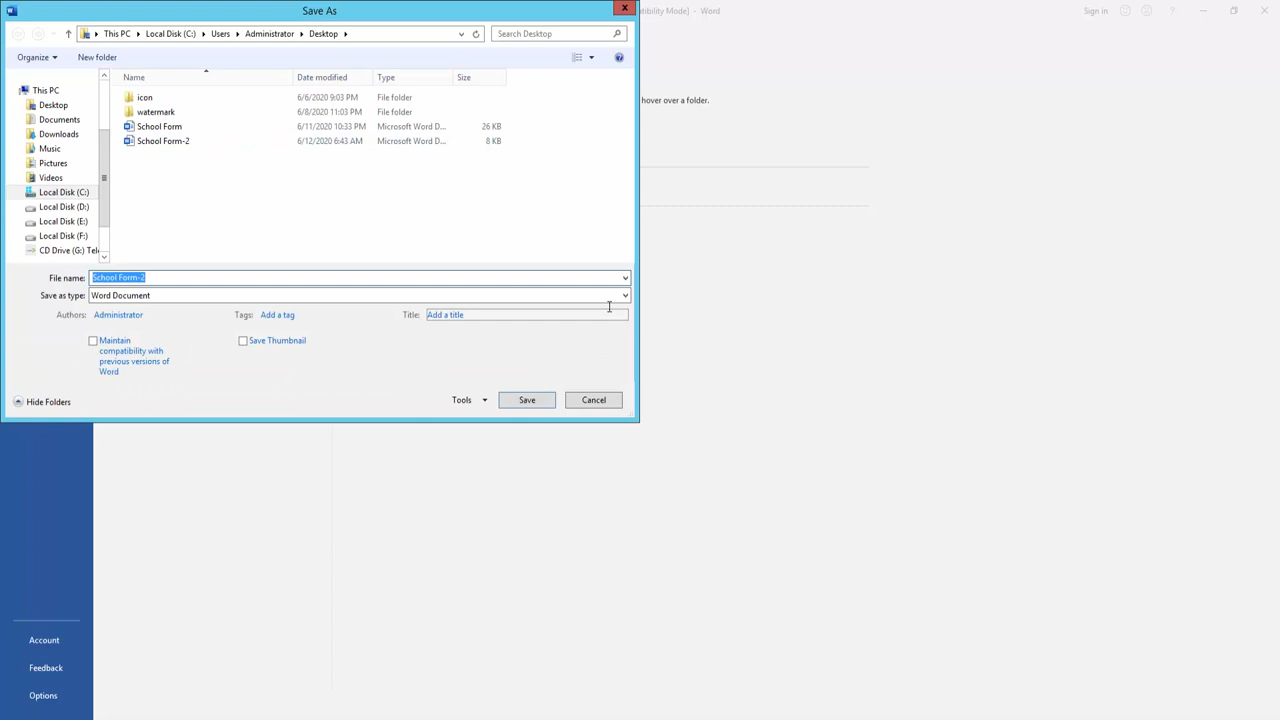 Save As
patibility Mode] - Word
Sign in
?
This PC
Local Disk (C:)
Users
Administrator
Desktop
Search Desktop
Organize
New folder
?
Name
Date modified
Type
Size
This PC
Desktop
Documents
Downloads
Music
Pictures
Videos
Local Disk (C:)
Local Disk (D:)
Local Disk (E:)
Local Disk (F:)
CD Drive (G:) Tel
icon
6/6/2020 9:03 PM
File folder
watermark
6/8/2020 11:03 PM
File folder
School Form
6/11/2020 10:33 PM
Microsoft Word D...
26 KB
School Form-2
6/12/2020 6:43 AM
Microsoft Word D...
8 KB
hover over a folder.
File name:
School Form-2
Save as type:
Word Document
Authors:
Administrator
Tags:
Add a tag
Title:
Add a title
Maintain
compatibility with
previous versions of
Word
Save Thumbnail
Hide Folders
Tools
Save
Cancel
Account
Feedback
Options